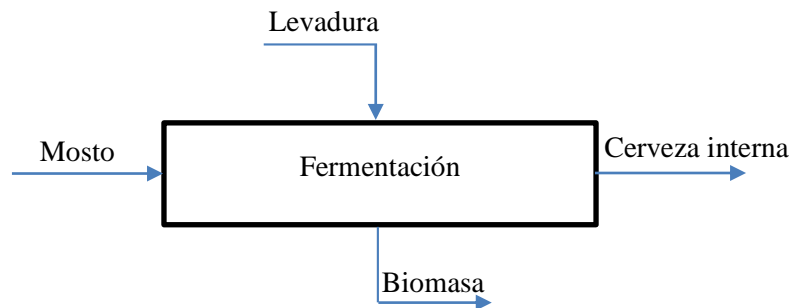 Levadura
Mosto
Fermentación
Cerveza interna
Biomasa